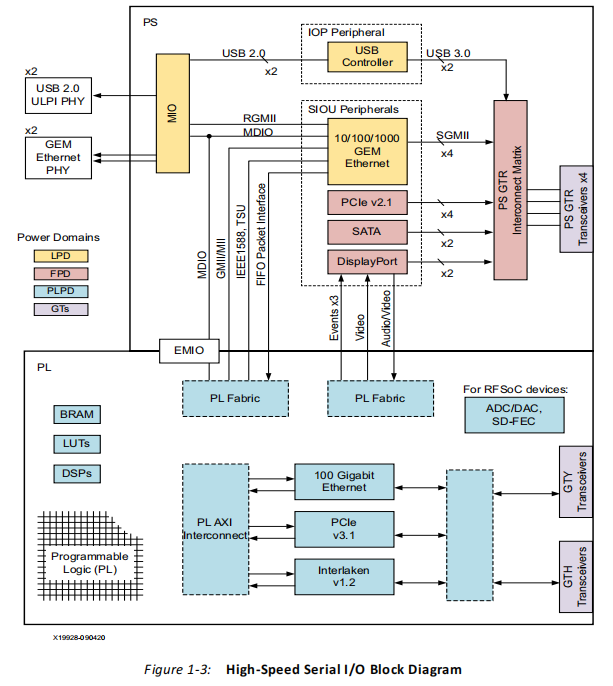 PS
IOP Peripheral
USB 2.0
x2
USB
Controller
USB 3.0
x2
x2
USB 2.0
ULPI PHY
x2
GEM
Ethernet
PHY
MIO
SIOU Peripherals
RGMII
MDIO
10/100/1000
GEM
Ethernet
SGMII
x4
PCIe v2.1
x4
SATA
x2
DisplayPort
x2
PS GTR
Interconnect Matrix
PS GTR
Transceivers x4
Power Domains
LPD
FPD
PLPD
GTs
MDIO
GMII/MII
IEEE1588, TSU
FIFO Packet Interface
Events x3
Video
Audio/Video
EMIO
PL
PL Fabric
PL Fabric
For RFSoC devices:
ADC/DAC,
SD-FEC
BRAM
LUTs
DSPs
Programmable
Logic (PL)
PL AXI
Interconnect
100 Gigabit
Ethernet
PCIe
v3.1
Interlaken
v1.2
GTY
Transceivers
GTH
Transceivers
X19928-090420
Figure 1-3: High-Speed Serial I/O Block Diagram